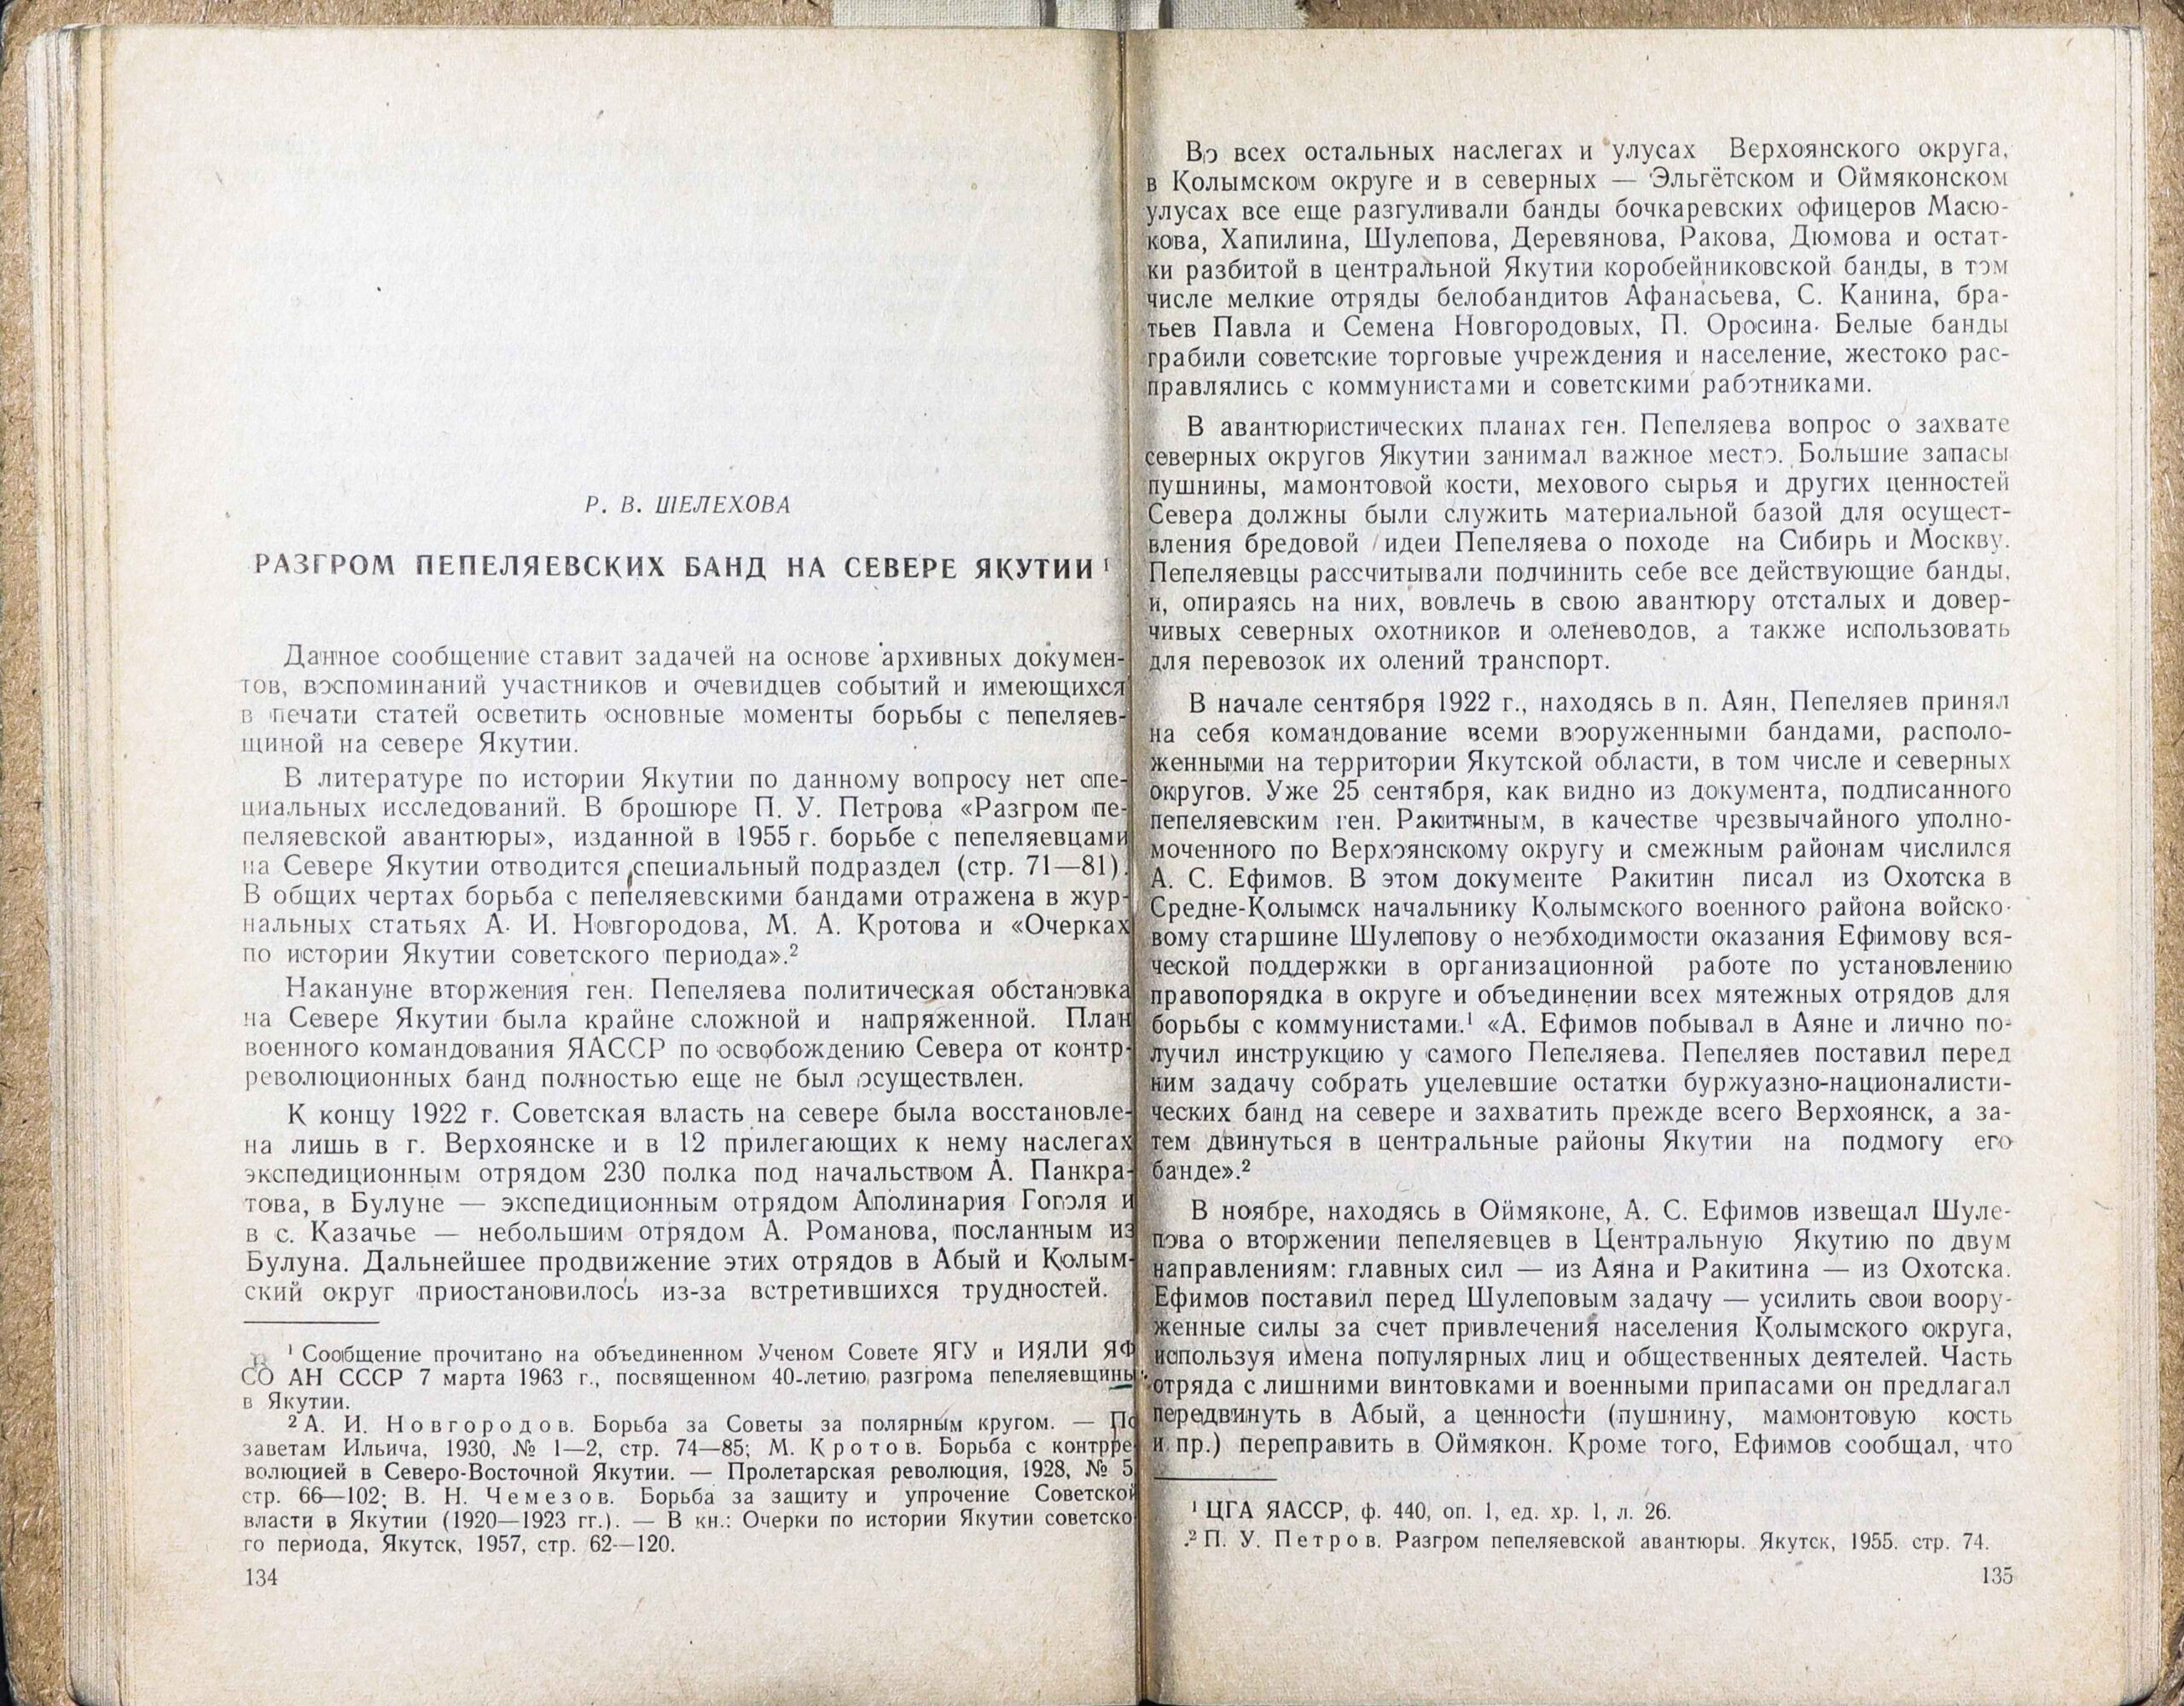 Р. В. ШЕЛЕХОВА
РАЗГРОМ ПЕПЕЛЯЕВСКИХ БАНД НА СЕВЕРЕ ЯКУТИИ ¹
Данное сообщение ставит задачей на основе архивных докумен-
тов, воспоминаний участников и очевидцев событий и имеющихся
в печати статей осветить основные моменты борьбы с пепеляев-
щиной на севере Якутии.
В литературе по истории Якутии по данному вопросу нет спе-
циальных исследований. В брошюре П. У. Петрова «Разгром пе-
пеляевской авантюры», изданной в 1955 г. борьбе с пепеляевцами
на Севере Якутии отводится специальный подраздел (стр. 71—81).
В общих чертах борьба с пепеляевскими бандами отражена в жур-
нальных статьях А. И. Новгородова, М. А. Кротова и «Очерках
по истории Якутии советского периода».²
Накануне вторжения ген. Пепеляева политическая обстановка
на Севере Якутии была крайне сложной и напряженной. План
военного командования ЯАССР по освобождению Севера от контр-
революционных банд полностью еще не был осуществлен.
К концу 1922 г. Советская власть на севере была восстановле-
на лишь в г. Верхоянске и в 12 прилегающих к нему наслегах
экспедиционным отрядом 230 полка под начальством А. Панкра-
това, в Булуне — экспедиционным отрядом Аполинария Гоголя и
в с. Казачье — небольшим отрядом А. Романова, посланным из
Булуна. Дальнейшее продвижение этих отрядов в Абый и Колым-
ский округ приостановилось из-за встретившихся трудностей.
¹ Сообщение прочитано на объединенном Ученом Совете ЯГУ и ИЯЛИ ЯФ
СО АН СССР 7 марта 1963 г., посвященном 40-летию разгрома пепеляевщины
в Якутии.
² А. И. Новгородов. Борьба за Советы за полярным кругом. — По
заветам Ильича, 1930, № 1—2, стр. 74—85; М. Кротов. Борьба с контрре-
волюцией в Северо-Восточной Якутии. — Пролетарская революция, 1928, № 5
стр. 66—102; В. Н. Чемезов. Борьба за защиту и упрочение Советской
власти в Якутии (1920—1923 гг.). — В кн.: Очерки по истории Якутии советско-
го периода, Якутск, 1957, стр. 62—120.
134
Во всех остальных наслегах и улусах Верхоянского округа,
в Колымском округе и в северных — Эльгётском и Оймяконском
улусах все еще разгуливали банды бочкаревских офицеров Масю-
кова, Хапилина, Шулепова, Деревянова, Ракова, Дюмова и остат-
ки разбитой в центральной Якутии коробейниковской банды, в том
числе мелкие отряды белобандитов Афанасьева, С. Канина, бра-
тьев Павла и Семена Новгородовых, П. Оросина. Белые банды
грабили советские торговые учреждения и население, жестоко рас-
правлялись с коммунистами и советскими работниками.
В авантюристических планах ген. Пепеляева вопрос о захвате
северных округов Якутии занимал важное место. Большие запасы
пушнины, мамонтовой кости, мехового сырья и других ценностей
Севера должны были служить материальной базой для осущест-
вления бредовой идеи Пепеляева о походе на Сибирь и Москву.
Пепеляевцы рассчитывали подчинить себе все действующие банды,
и, опираясь на них, вовлечь в свою авантюру отсталых и довер-
чивых северных охотников и оленеводов, а также использовать
для перевозок их олений транспорт.
В начале сентября 1922 г., находясь в п. Аян, Пепеляев принял
на себя командование всеми вооруженными бандами, располо-
женными на территории Якутской области, в том числе и северных
округов. Уже 25 сентября, как видно из документа, подписанного
пепеляевским ген. Ракитиным, в качестве чрезвычайного уполно-
моченного по Верхоянскому округу и смежным районам числился
А. С. Ефимов. В этом документе Ракитин писал из Охотска в
Средне-Колымск начальнику Колымского военного района войско-
вому старшине Шулепову о необходимости оказания Ефимову вся-
ческой поддержки в организационной работе по установлению
правопорядка в округе и объединении всех мятежных отрядов для
борьбы с коммунистами.¹ «А. Ефимов побывал в Аяне и лично по-
лучил инструкцию у самого Пепеляева. Пепеляев поставил перед
ним задачу собрать уцелевшие остатки буржуазно-националисти-
ческих банд на севере и захватить прежде всего Верхоянск, а за-
тем двинуться в центральные районы Якутии на подмогу его
банде».²
В ноябре, находясь в Оймяконе, А. С. Ефимов извещал Шуле-
пова о вторжении пепеляевцев в Центральную Якутию по двум
направлениям: главных сил — из Аяна и Ракитина — из Охотска.
Ефимов поставил перед Шулеповым задачу — усилить свои воору-
женные силы за счет привлечения населения Колымского округа,
используя имена популярных лиц и общественных деятелей. Часть
отряда с лишними винтовками и военными припасами он предлагал
передвинуть в Абый, а ценности (пушнину, мамонтовую кость
и пр.) переправить в Оймякон. Кроме того, Ефимов сообщал, что
¹ ЦГА ЯАССР, ф. 440, оп. 1, ед. хр. 1, л. 26.
² П. У. Петров. Разгром пепеляевской авантюры. Якутск, 1955. стр. 74.
135